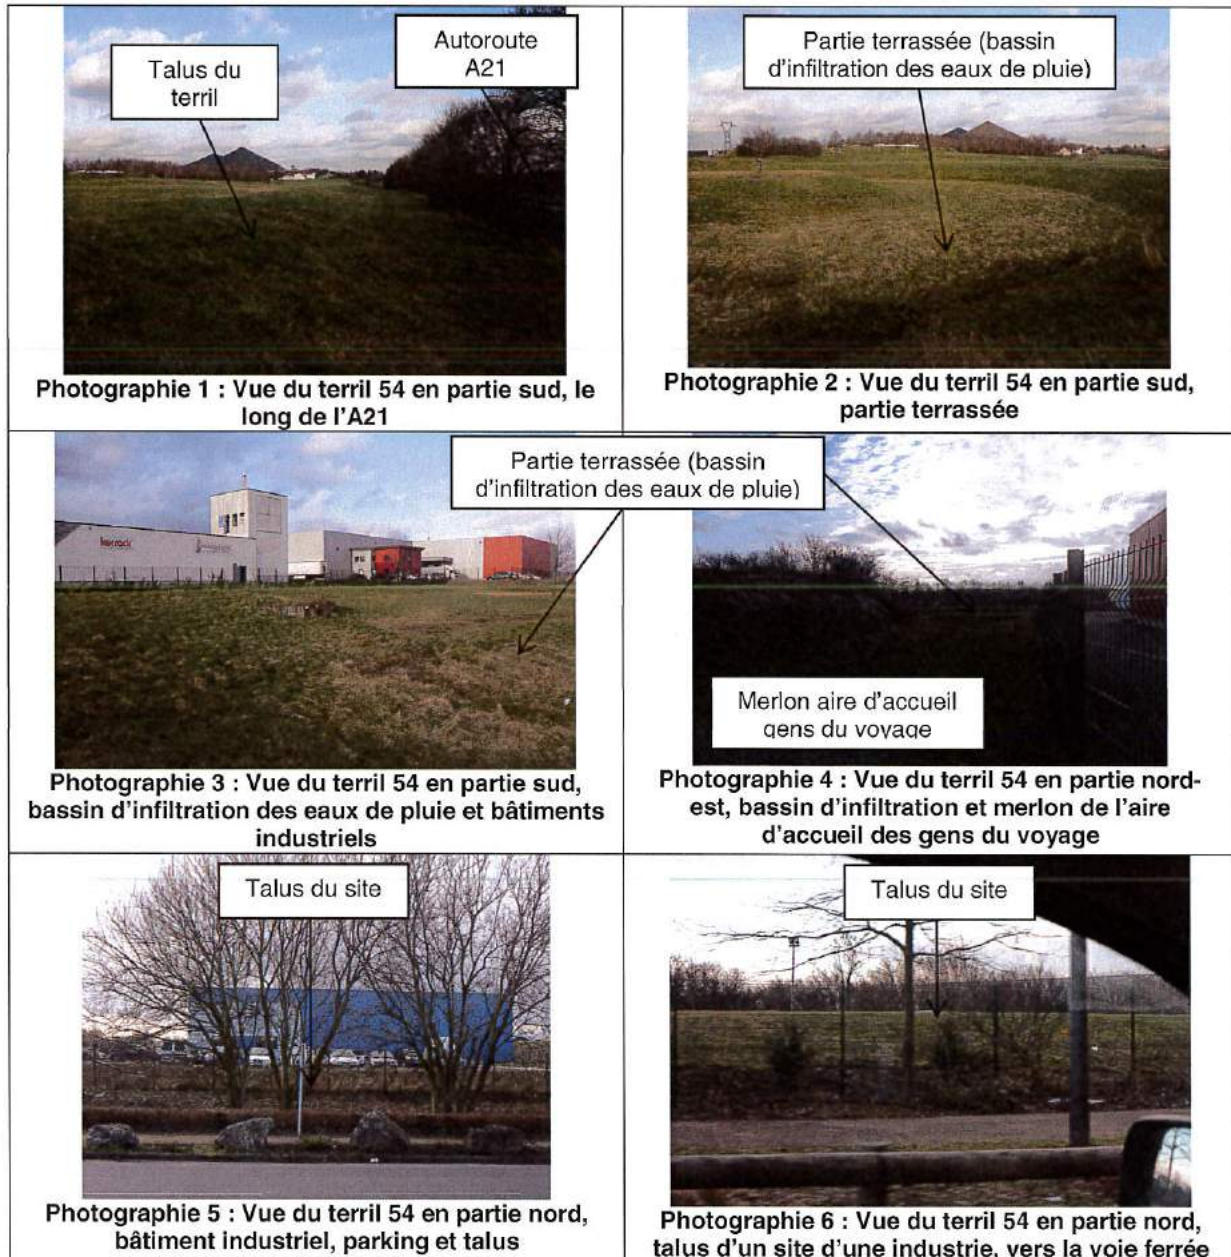 Talus du
terril
Autoroute
A21
Photographie 1 : Vue du terril 54 en partie sud, le
long de l'A21
Partie terrassée (bassin
d'infiltration des eaux de pluie)
Photographie 2 : Vue du terril 54 en partie sud,
partie terrassée
Partie terrassée (bassin
d'infiltration des eaux de pluie)
Photographie 3 : Vue du terril 54 en partie sud,
bassin d'infiltration des eaux de pluie et bâtiments
industriels
Merlon aire d'accueil
gens du voyage
Photographie 4 : Vue du terril 54 en partie nord-
est, bassin d'infiltration et merlon de l'aire
d'accueil des gens du voyage
Talus du site
Photographie 5 : Vue du terril 54 en partie nord,
bâtiment industriel, parking et talus
Talus du site
Photographie 6 : Vue du terril 54 en partie nord,
talus d'un site d'une industrie, vers la voie ferrée